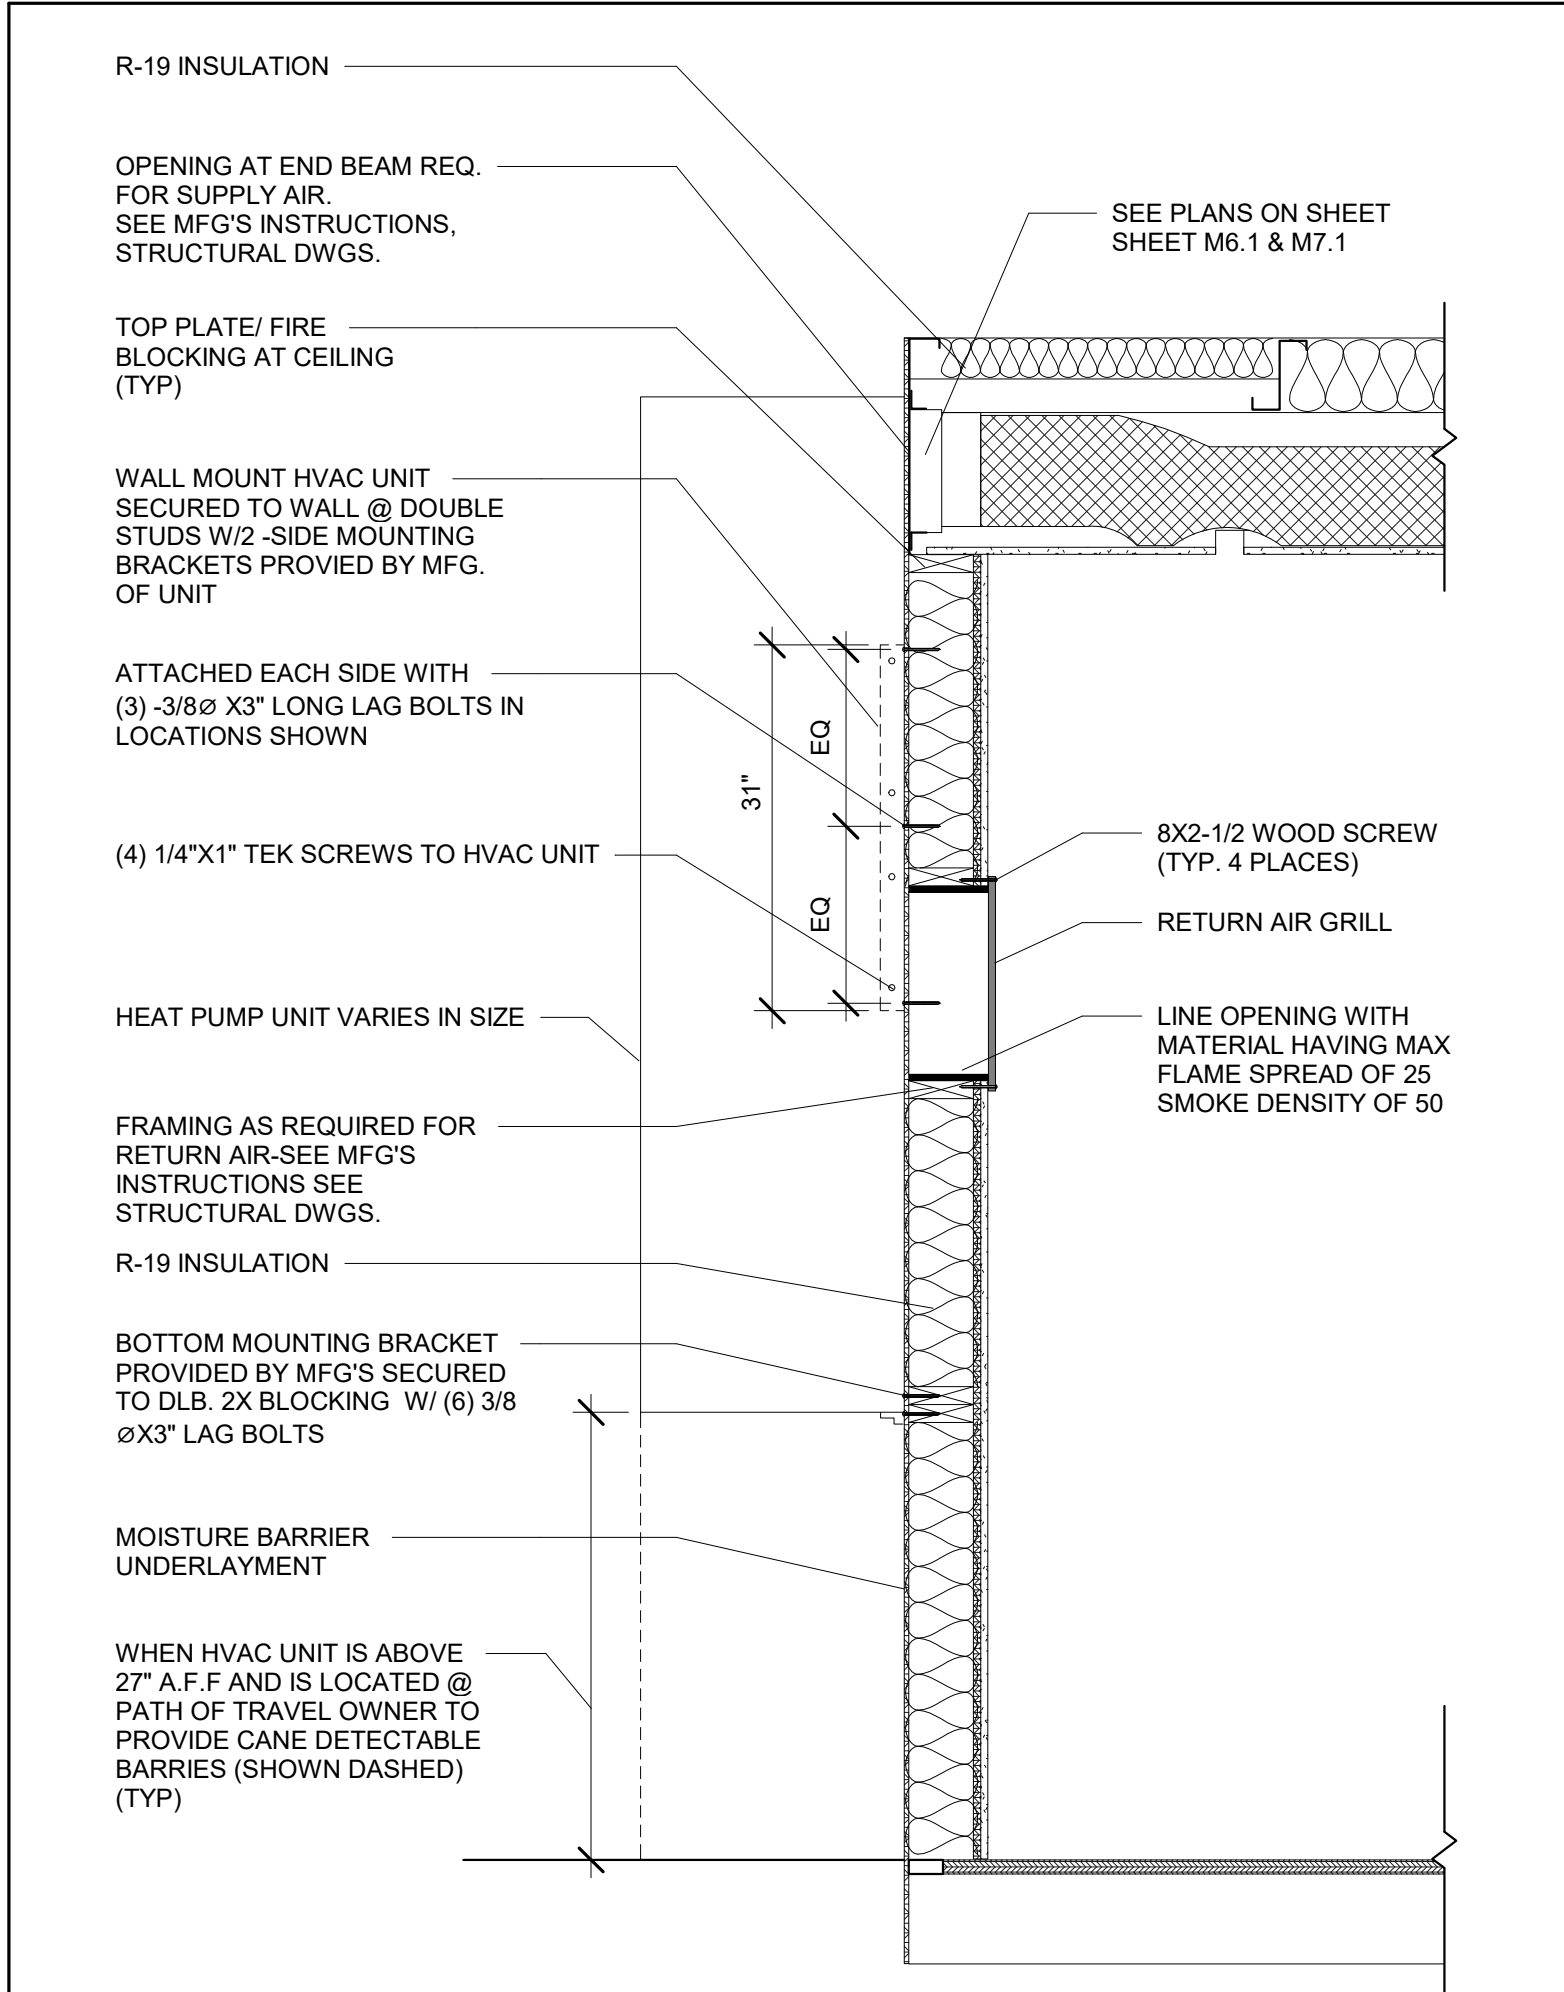 R-19 INSULATION
OPENING AT END BEAM REQ.
FOR SUPPLY AIR.
SEE MFG'S INSTRUCTIONS,
STRUCTURAL DWGS.
SEE PLANS ON SHEET
SHEET M6.1 & M7.1
TOP PLATE/ FIRE
BLOCKING AT CEILING
(TYP)
WALL MOUNT HVAC UNIT
SECURED TO WALL @ DOUBLE
STUDS W/2 -SIDE MOUNTING
BRACKETS PROVIED BY MFG.
OF UNIT
ATTACHED EACH SIDE WITH
(3) -3/8Ø X3" LONG LAG BOLTS IN
LOCATIONS SHOWN
31"
EQ
EQ
(4) 1/4"X1" TEK SCREWS TO HVAC UNIT
8X2-1/2 WOOD SCREW
(TYP. 4 PLACES)
RETURN AIR GRILL
HEAT PUMP UNIT VARIES IN SIZE
LINE OPENING WITH
MATERIAL HAVING MAX
FLAME SPREAD OF 25
SMOKE DENSITY OF 50
FRAMING AS REQUIRED FOR
RETURN AIR-SEE MFG'S
INSTRUCTIONS SEE
STRUCTURAL DWGS.
R-19 INSULATION
BOTTOM MOUNTING BRACKET
PROVIDED BY MFG'S SECURED
TO DLB. 2X BLOCKING W/ (6) 3/8
ØX3" LAG BOLTS
MOISTURE BARRIER
UNDERLAYMENT
WHEN HVAC UNIT IS ABOVE
27" A.F.F AND IS LOCATED @
PATH OF TRAVEL OWNER TO
PROVIDE CANE DETECTABLE
BARRIES (SHOWN DASHED)
(TYP)